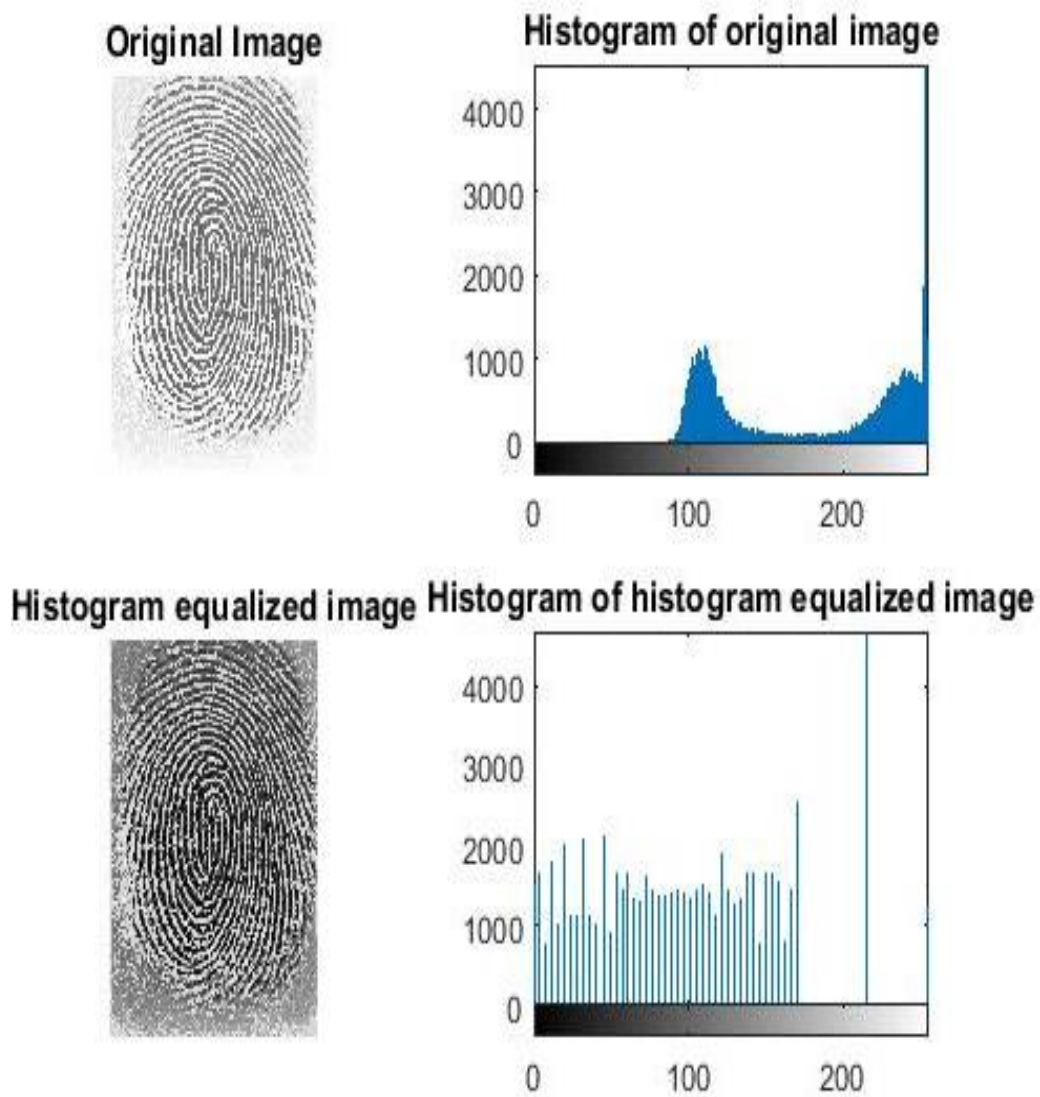 Original Image
Histogram of original image
4000
3000
2000
1000
0
0 100 200
Histogram equalized image
Histogram of histogram equalized image
4000
3000
2000
1000
0
0 100 200